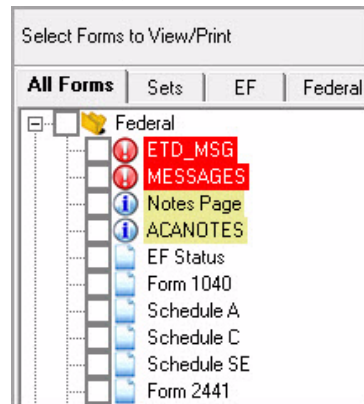 Select Forms to View/Print
All Forms Sets EF Federal
Federal
ETD_MSG
MESSAGES
Notes Page
ACANOTES
EF Status
Form 1040
Schedule A
Schedule C
Schedule SE
Form 2441